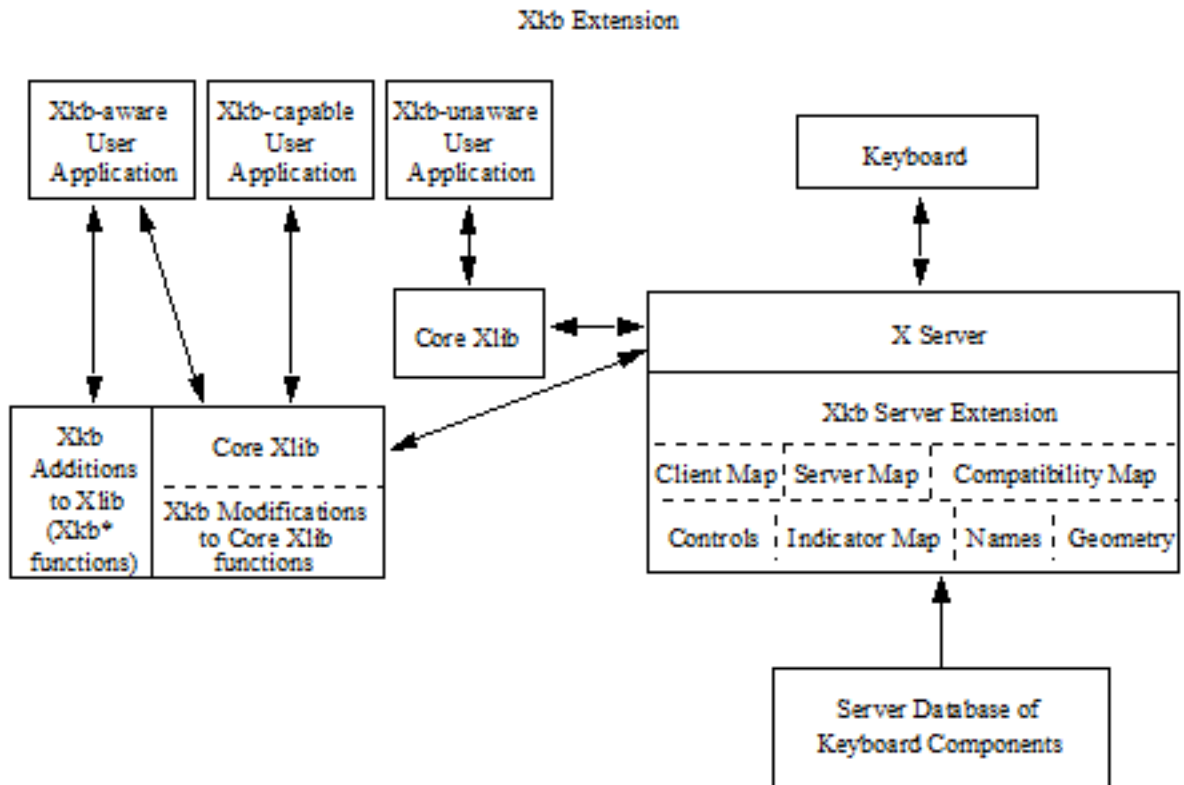 Xkb Extension
Xkb-aware
User
Application
Xkb-capable
User
Application
Xkb-unaware
User
Application
Keyboard
Core Xlib
X Server
Xkb Server Extension
Client Map
Server Map
Compatibility Map
Controls
Indicator Map
Names
Geometry
Xkb
Additions
to Xlib
(Xkb*
functions)
Core Xlib
Xkb Modifications
to Core Xlib
functions
Server Database of
Keyboard Components